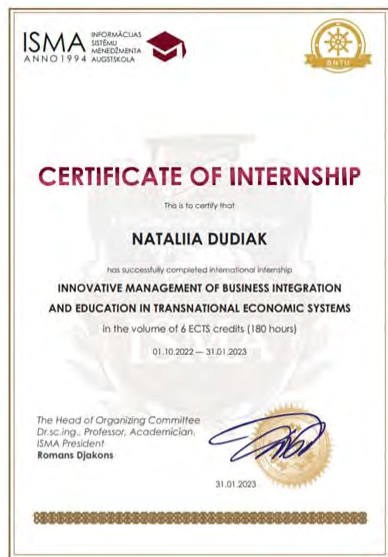 ISMA
ANNO1994
INFORMĀCIJAS
SISTĒMU
MENEDŽMENTA
AUGSTSKOLA
BNTU
CERTIFICATE OF INTERNSHIP
This is to certify that
NATALIIA DUDIAK
has successfully completed international internship
INNOVATIVE MANAGEMENT OF BUSINESS INTEGRATION
AND EDUCATION IN TRANSNATIONAL ECONOMIC SYSTEMS
in the volume of 6 ECTS credits (180 hours)
01.10.2022 — 31.01.2023
ISMA
The Head of Organizing Committee
Dr.sc.ing., Professor, Academician,
ISMA President
Romans Djakons
31.01.2023